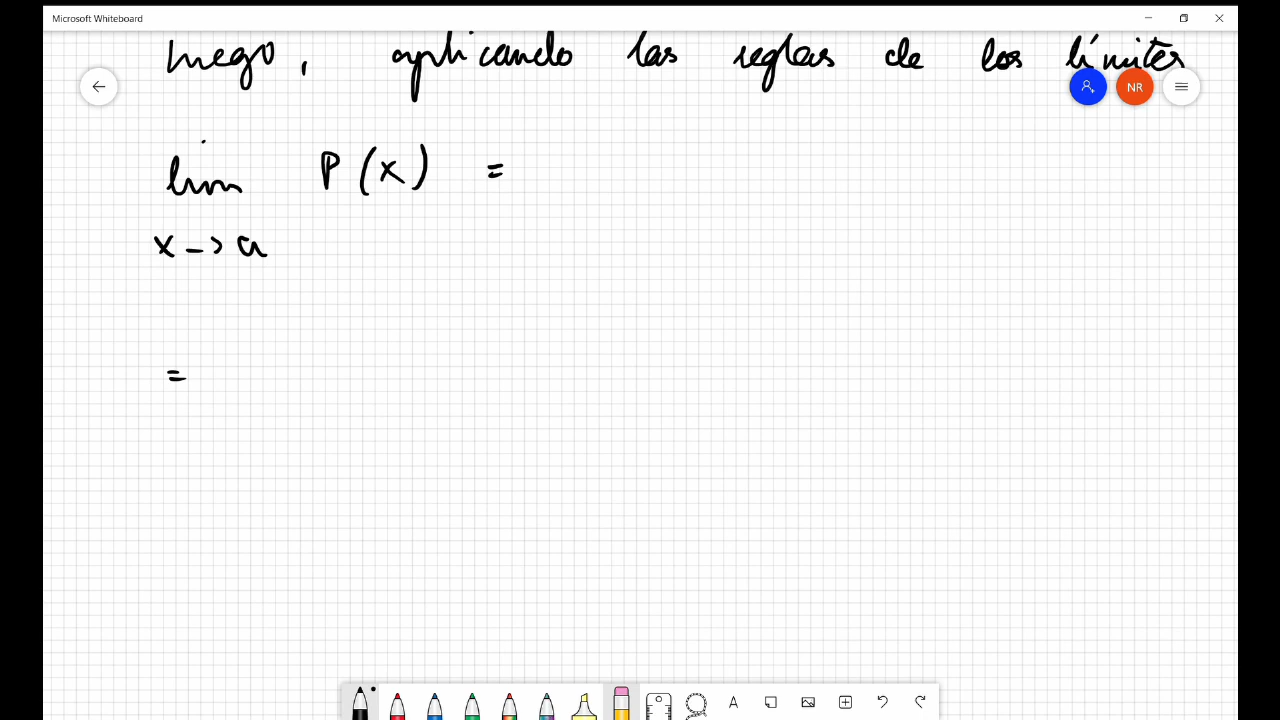 Microsoft Whiteboard
luego, aplicando las reglas de los límites
NR
lim P(x) =
x -> a
=
A